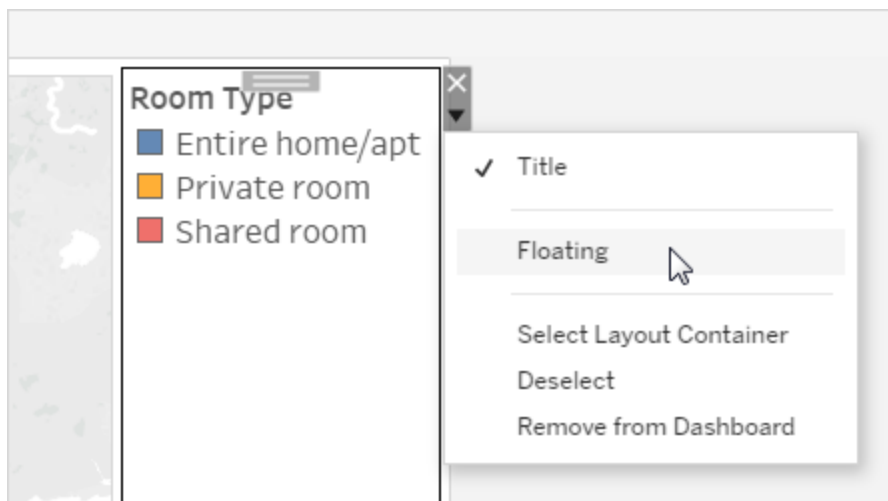 Room Type
Entire home/apt
Private room
Shared room
Title
Floating
Select Layout Container
Deselect
Remove from Dashboard